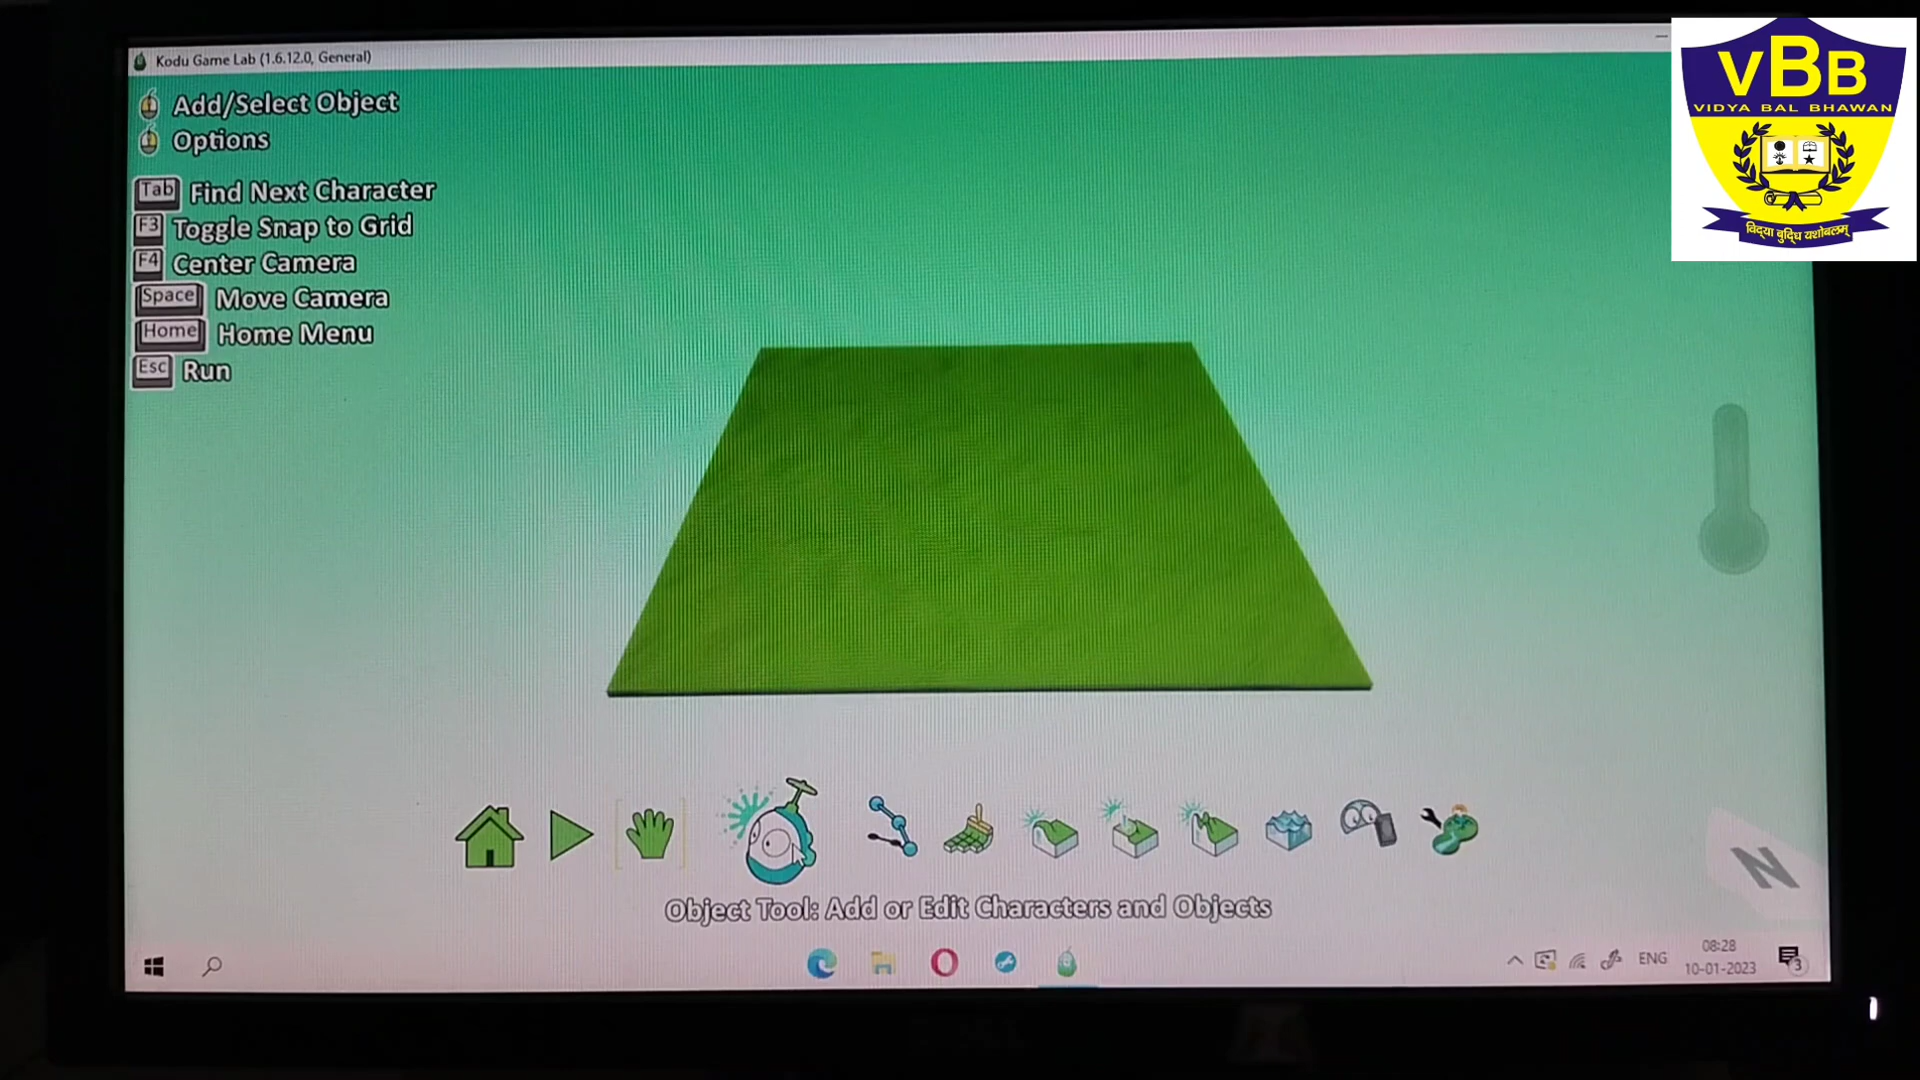 Kodu Game Lab (1.6.12.0, General)
Add/Select Object
Options
Tab Find Next Character
F3 Toggle Snap to Grid
F4 Center Camera
Space Move Camera
Home Home Menu
Esc Run
VBB
VIDYA BAL BHAWAN
विद्या बुद्धि यशोबलम्
N
Object Tool: Add or Edit Characters and Objects
ENG
08:28
10-01-2023
3